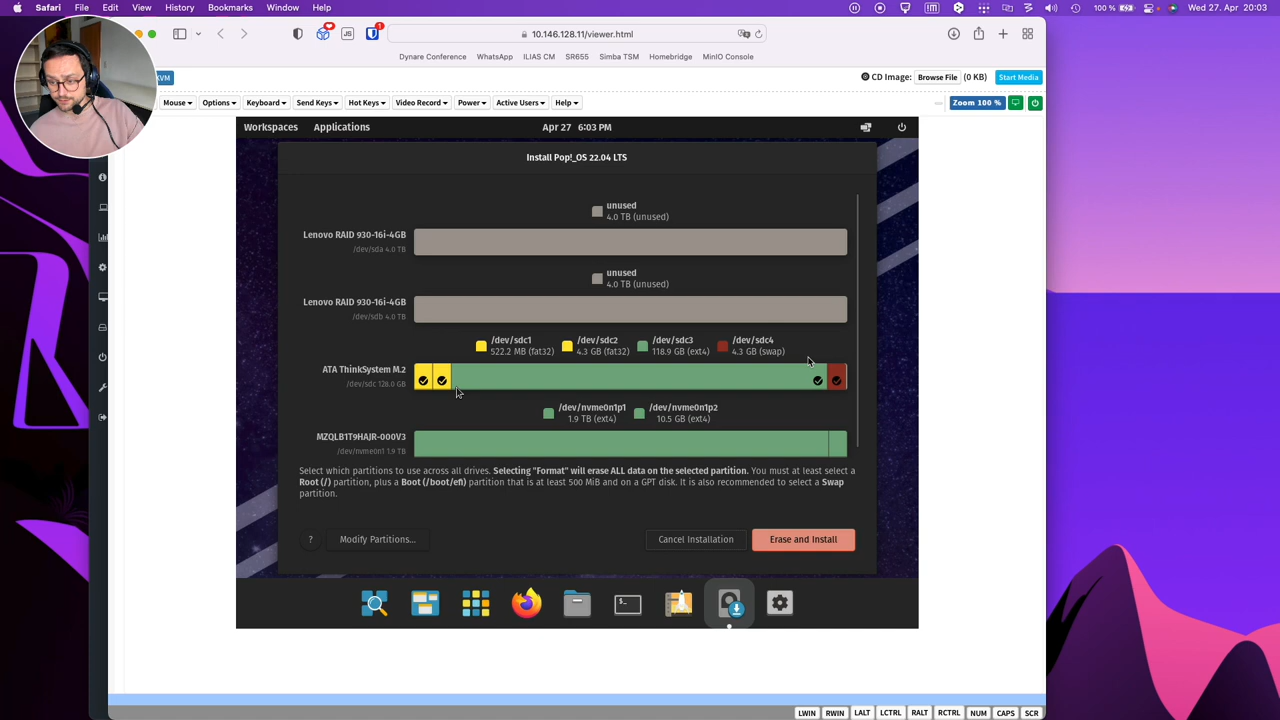 Safari File Edit View History Bookmarks Window Help
100 % Wed 27. Apr 20:03
10.146.128.11/viewer.html
Dynare Conference WhatsApp ILIAS CM SR655 Simba TSM Homebridge MinIO Console
KVM
CD Image: Browse File (0 KB) Start Media
Mouse Options Keyboard Send Keys Hot Keys Video Record Power Active Users Help
Zoom 100 %
Workspaces Applications Apr 27 6:03 PM
Install Pop!_OS 22.04 LTS
unused
4.0 TB (unused)
Lenovo RAID 930-16i-4GB
/dev/sda 4.0 TB
unused
4.0 TB (unused)
Lenovo RAID 930-16i-4GB
/dev/sdb 4.0 TB
/dev/sdc1 /dev/sdc2 /dev/sdc3 /dev/sdc4
522.2 MB (fat32) 4.3 GB (fat32) 118.9 GB (ext4) 4.3 GB (swap)
ATA ThinkSystem M.2
/dev/sdc 128.0 GB
/dev/nvme0n1p1 /dev/nvme0n1p2
1.9 TB (ext4) 10.5 GB (ext4)
MZQLB1T9HAJR-000V3
/dev/nvme0n1 1.9 TB
Select which partitions to use across all drives. Selecting "Format" will erase ALL data on the selected partition. You must at least select a
Root (/) partition, plus a Boot (/boot/efi) partition that is at least 500 MiB and on a GPT disk. It is also recommended to select a Swap
partition.
? Modify Partitions... Cancel Installation Erase and Install
LWIN RWIN LALT LCTRL RALT RCTRL NUM CAPS SCR